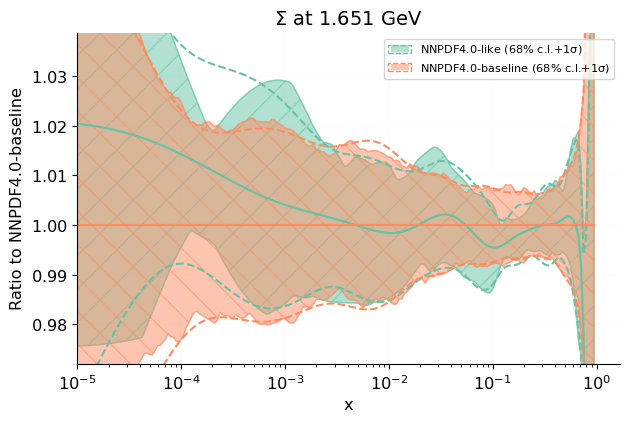 Σ at 1.651 GeV
NNPDF4.0-like (68% c.l.+1σ)
NNPDF4.0-baseline (68% c.l.+1σ)
Ratio to NNPDF4.0-baseline
1.03
1.02
1.01
1.00
0.99
0.98
10⁻⁵ 10⁻⁴ 10⁻³ 10⁻² 10⁻¹ 10⁰
x